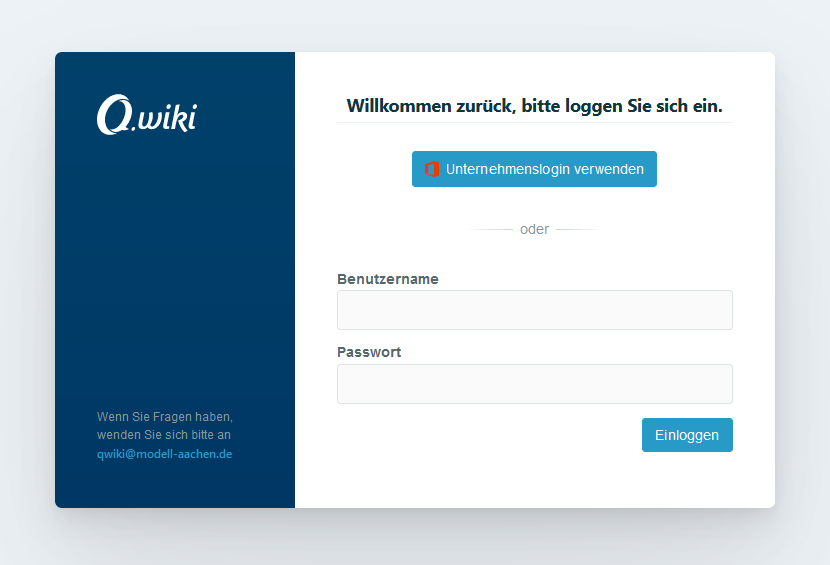 Q.wiki
Willkommen zurück, bitte loggen Sie sich ein.
Unternehmenslogin verwenden
oder
Benutzername
Passwort
Einloggen
Wenn Sie Fragen haben,
wenden Sie sich bitte an
qwiki@modell-aachen.de